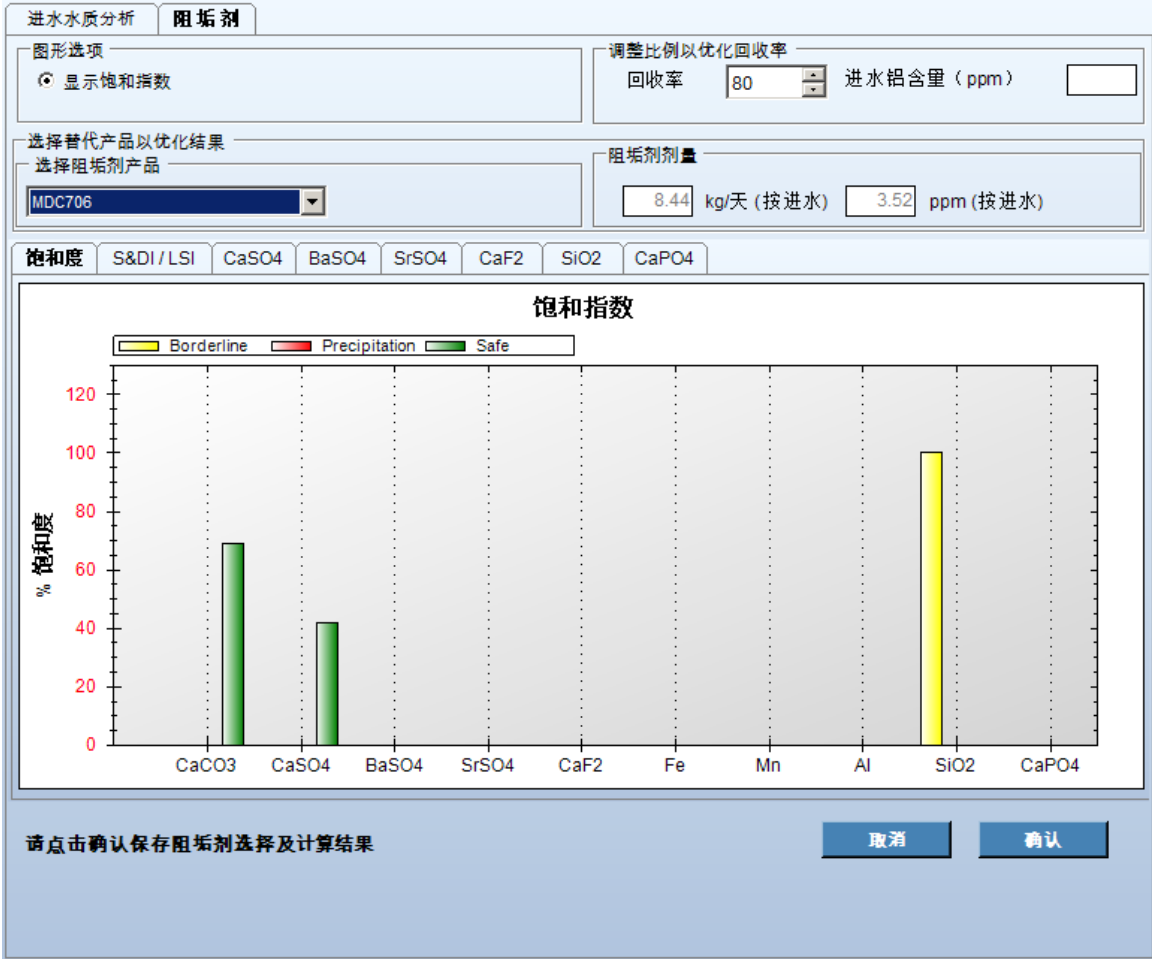 进水水质分析 阻垢剂
图形选项
显示饱和指数
调整比例以优化回收率
回收率 80 进水铝含量（ppm）
选择替代产品以优化结果
选择阻垢剂产品
MDC706
阻垢剂剂量
8.44 kg/天 (按进水) 3.52 ppm (按进水)
饱和度 S&DI / LSI CaSO4 BaSO4 SrSO4 CaF2 SiO2 CaPO4
饱和指数
Borderline Precipitation Safe
% 饱和度
120
100
80
60
40
20
0
CaCO3 CaSO4 BaSO4 SrSO4 CaF2 Fe Mn Al SiO2 CaPO4
请点击确认保存阻垢剂选择及计算结果
取消 确认